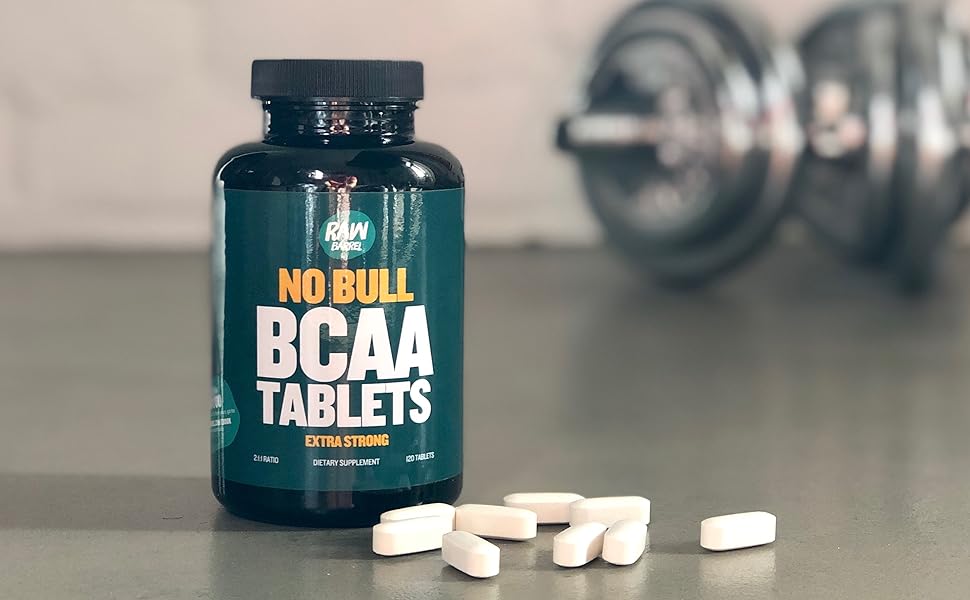 RAW
BARREL
NO BULL
BCAA
TABLETS
EXTRA STRONG
2:1:1 RATIO
DIETARY SUPPLEMENT
120 TABLETS